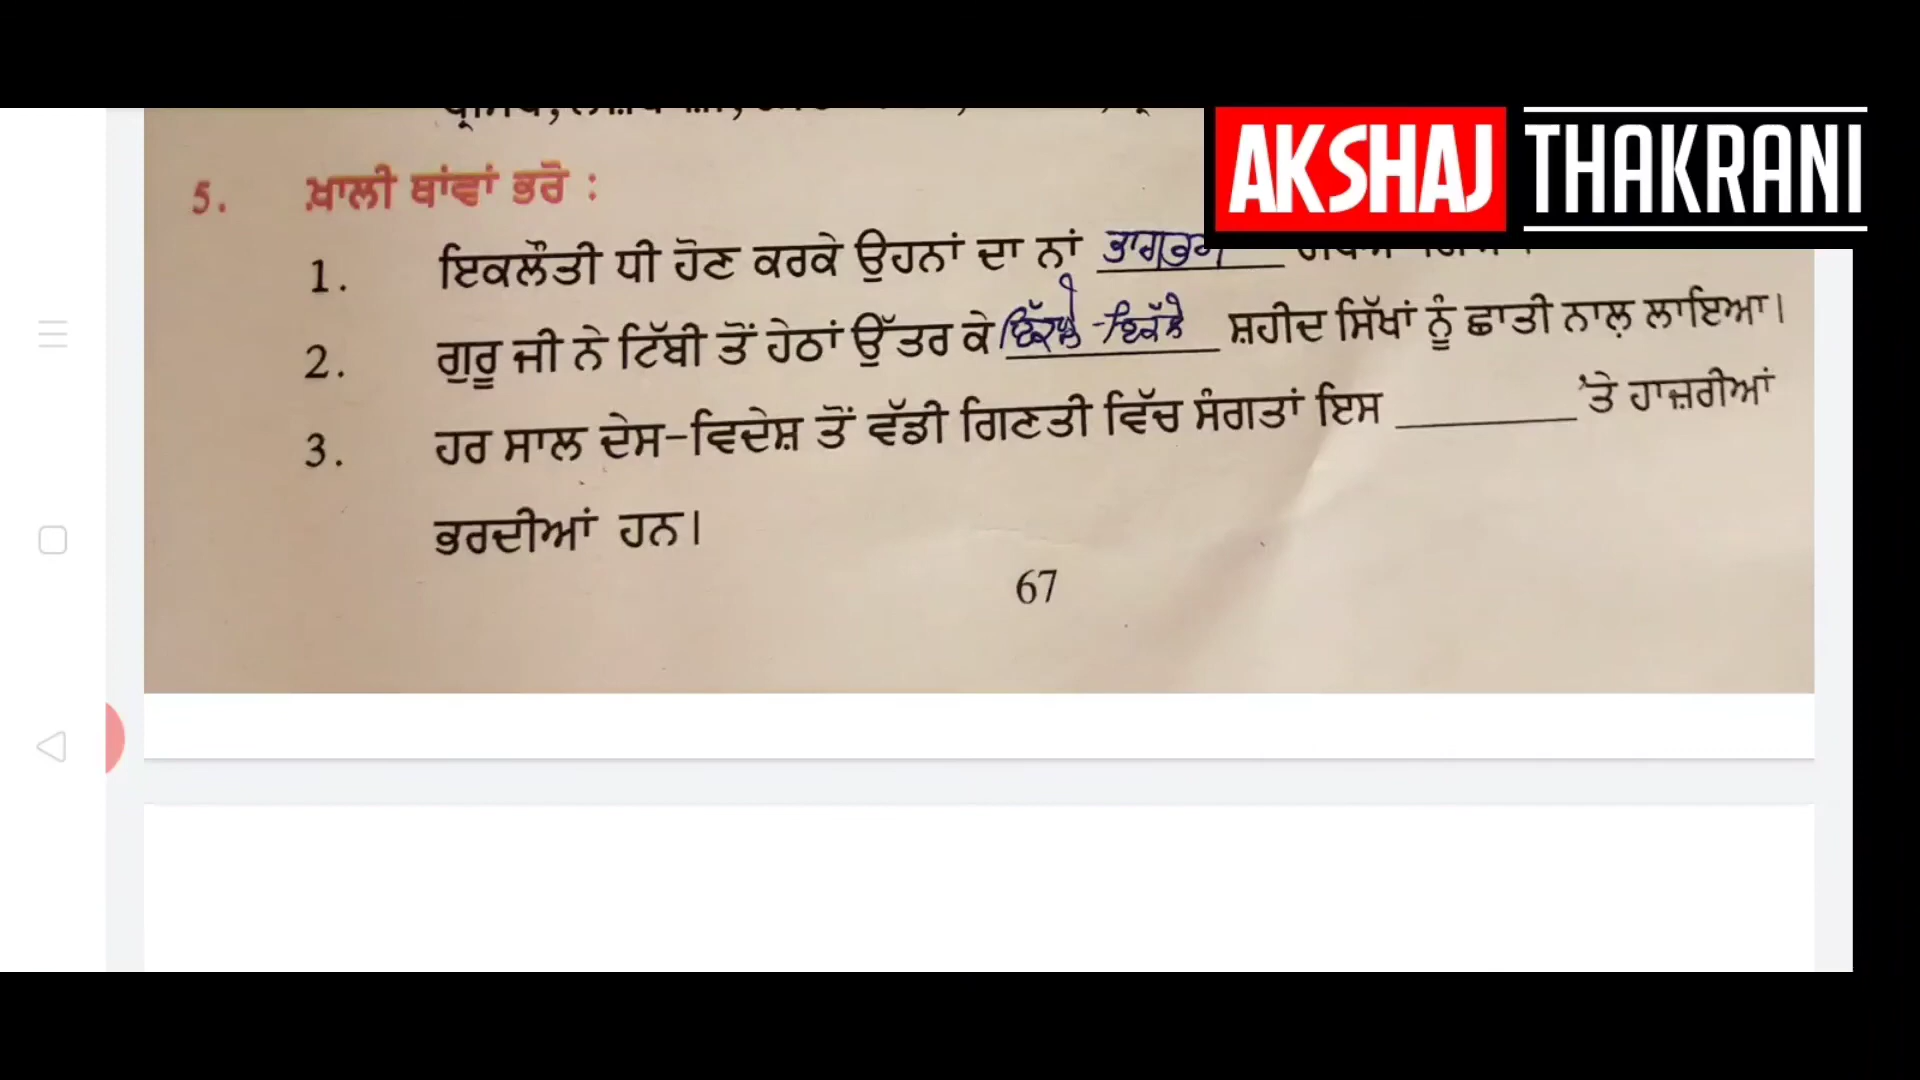 AKSHAJ THAKRANI
5. ਖ਼ਾਲੀ ਥਾਂਵਾਂ ਭਰੋ :
1. ਇਕਲੌਤੀ ਧੀ ਹੋਣ ਕਰਕੇ ਉਹਨਾਂ ਦਾ ਨਾਂ
2. ਗੁਰੂ ਜੀ ਨੇ ਟਿੱਬੀ ਤੋਂ ਹੇਠਾਂ ਉੱਤਰ ਕੇ ਇੱਕਲੇ-ਇਕੱਲੇ ਸ਼ਹੀਦ ਸਿੱਖਾਂ ਨੂੰ ਛਾਤੀ ਨਾਲ਼ ਲਾਇਆ।
3. ਹਰ ਸਾਲ ਦੇਸ-ਵਿਦੇਸ਼ ਤੋਂ ਵੱਡੀ ਗਿਣਤੀ ਵਿੱਚ ਸੰਗਤਾਂ ਇਸ ________ 'ਤੇ ਹਾਜ਼ਰੀਆਂ
ਭਰਦੀਆਂ ਹਨ।
67